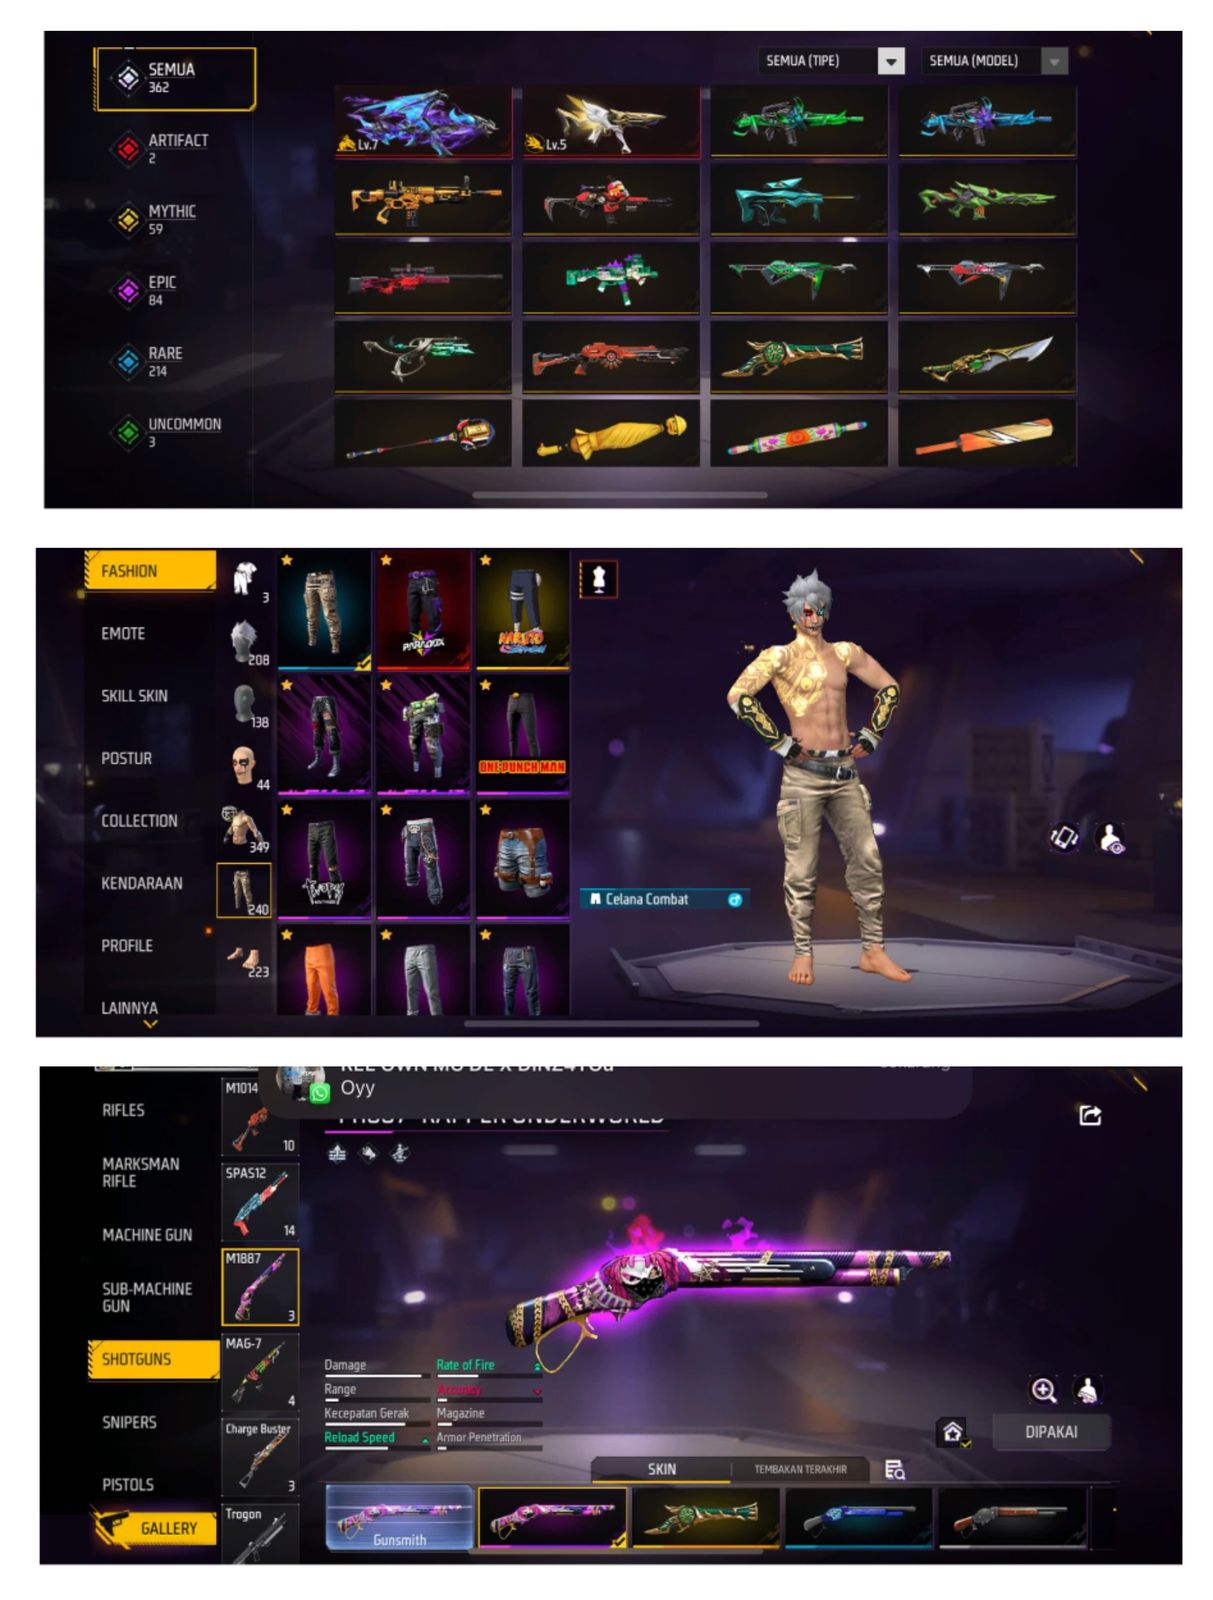 SEMUA
362
SEMUA (TIPE)
SEMUA (MODEL)
ARTIFACT
2
MYTHIC
59
EPIC
84
RARE
214
UNCOMMON
3
Lv.7
Lv.5
FASHION
EMOTE
SKILL SKIN
POSTUR
COLLECTION
KENDARAAN
PROFILE
LAINNYA
3
208
138
44
349
240
223
PARADOX
NARUTO
ONE PUNCH MAN
Celana Combat
Oyy
RIFLES
MARKSMAN
RIFLE
MACHINE GUN
SUB-MACHINE
GUN
SHOTGUNS
SNIPERS
PISTOLS
GALLERY
M1014
10
SPAS12
14
M1887
3
MAG-7
4
Charge Buster
3
Trogon
RAPPER UNDERWORLD
Damage
Rate of Fire
Range
Accuracy
Kecepatan Gerak
Magazine
Reload Speed
Armor Penetration
DIPAKAI
SKIN
TEMBAKAN TERAKHIR
Gunsmith